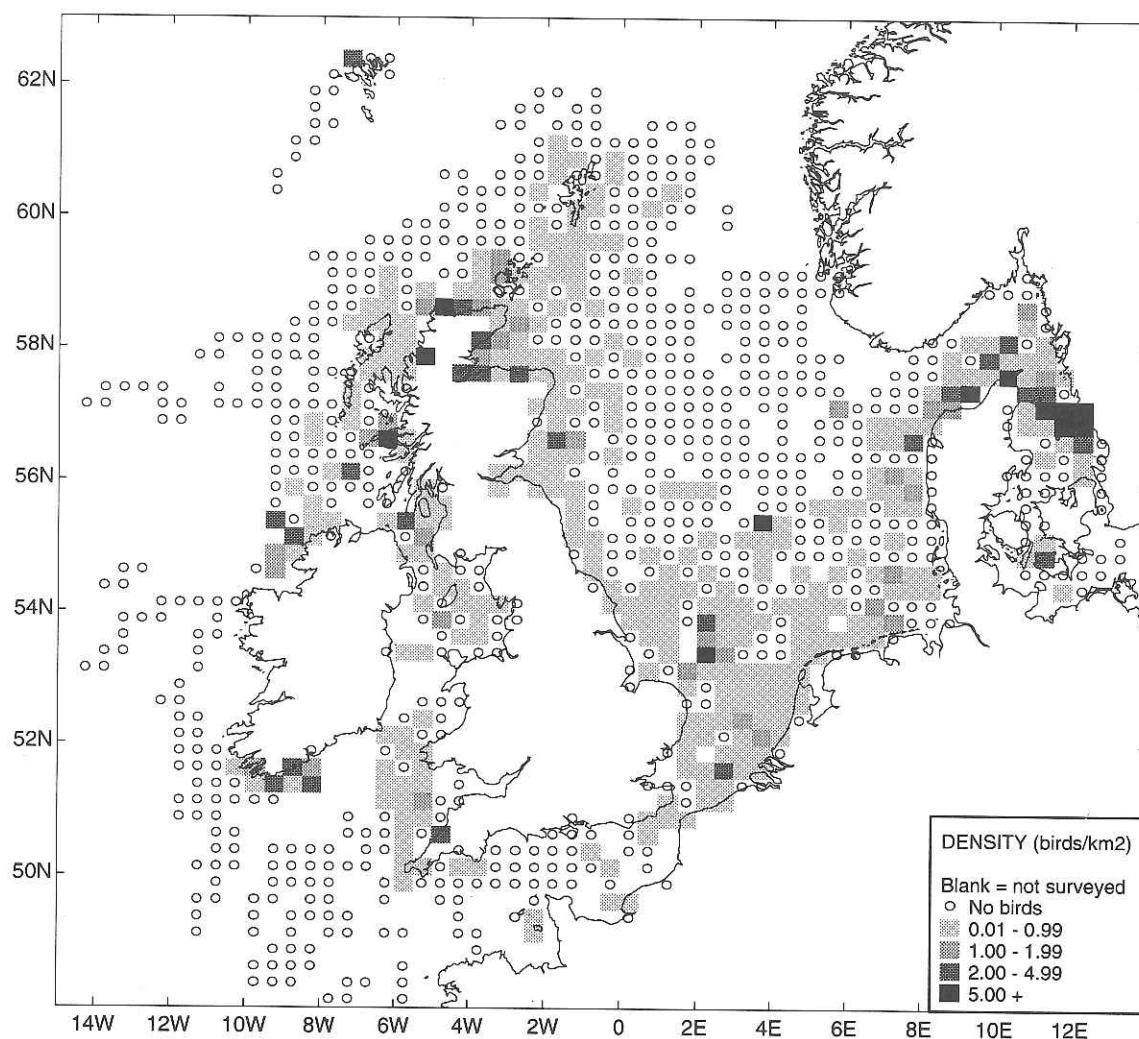 62N
60N
58N
56N
54N
52N
50N
DENSITY (birds/km2)
Blank = not surveyed
No birds
0.01 - 0.99
1.00 - 1.99
2.00 - 4.99
5.00 +
14W 12W 10W 8W 6W 4W 2W 0 2E 4E 6E 8E 10E 12E